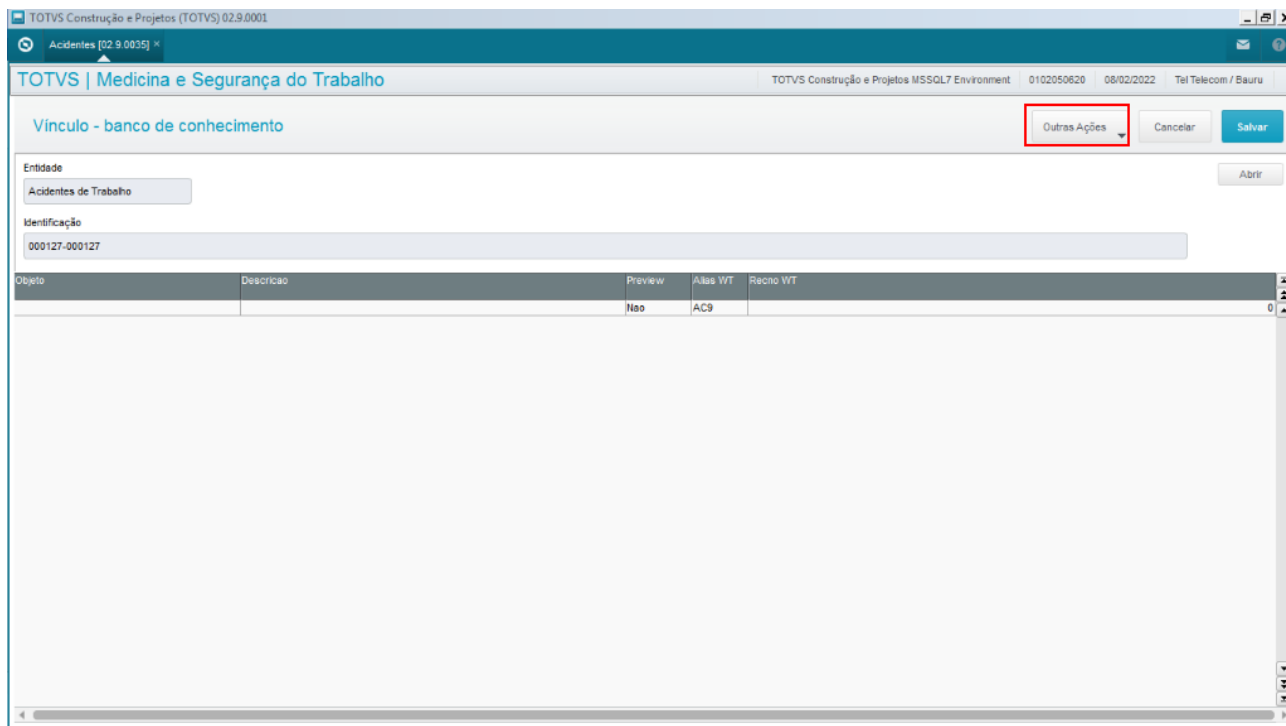 TOTVS Construção e Projetos (TOTVS) 02.9.0001
Acidentes [02.9.0035] ×
TOTVS | Medicina e Segurança do Trabalho
TOTVS Construção e Projetos MSSQL7 Environment 0102050620 08/02/2022 Tel Telecom / Bauru
Vínculo - banco de conhecimento
Outras Ações Cancelar Salvar
Entidade
Abrir
Acidentes de Trabalho
Identificação
000127-000127
Objeto Descricao Preview Alias WT Recno WT
Nao AC9 0